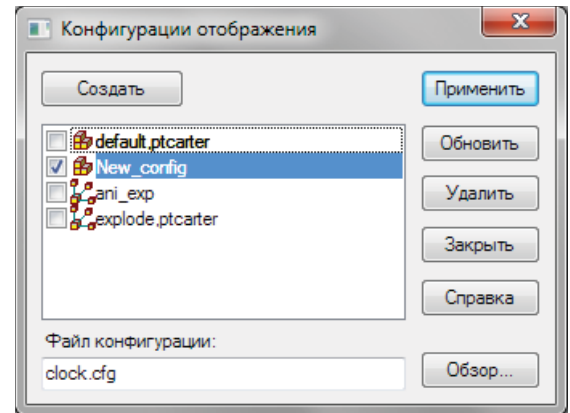 Конфигурации отображения
Создать
Применить
default,ptcarter
Обновить
New_config
ani_exp
Удалить
explode,ptcarter
Закрыть
Справка
Файл конфигурации:
clock.cfg
Обзор...